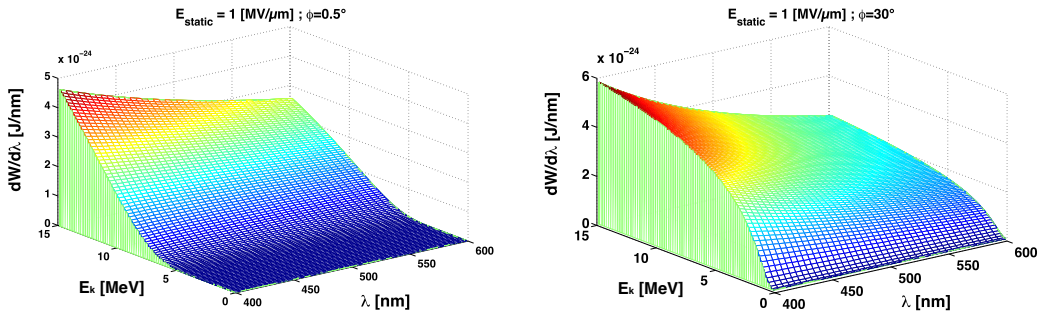 E_static = 1 [MV/µm] ; ϕ=0.5°
x 10⁻²⁴
5
4
3
2
1
0
dW/dλ [J/nm]
15
10
5
0
E_k [MeV]
400
450
500
550
600
λ [nm]
E_static = 1 [MV/µm] ; ϕ=30°
x 10⁻²⁴
6
4
2
0
dW/dλ [J/nm]
15
10
5
0
E_k [MeV]
400
450
500
550
600
λ [nm]